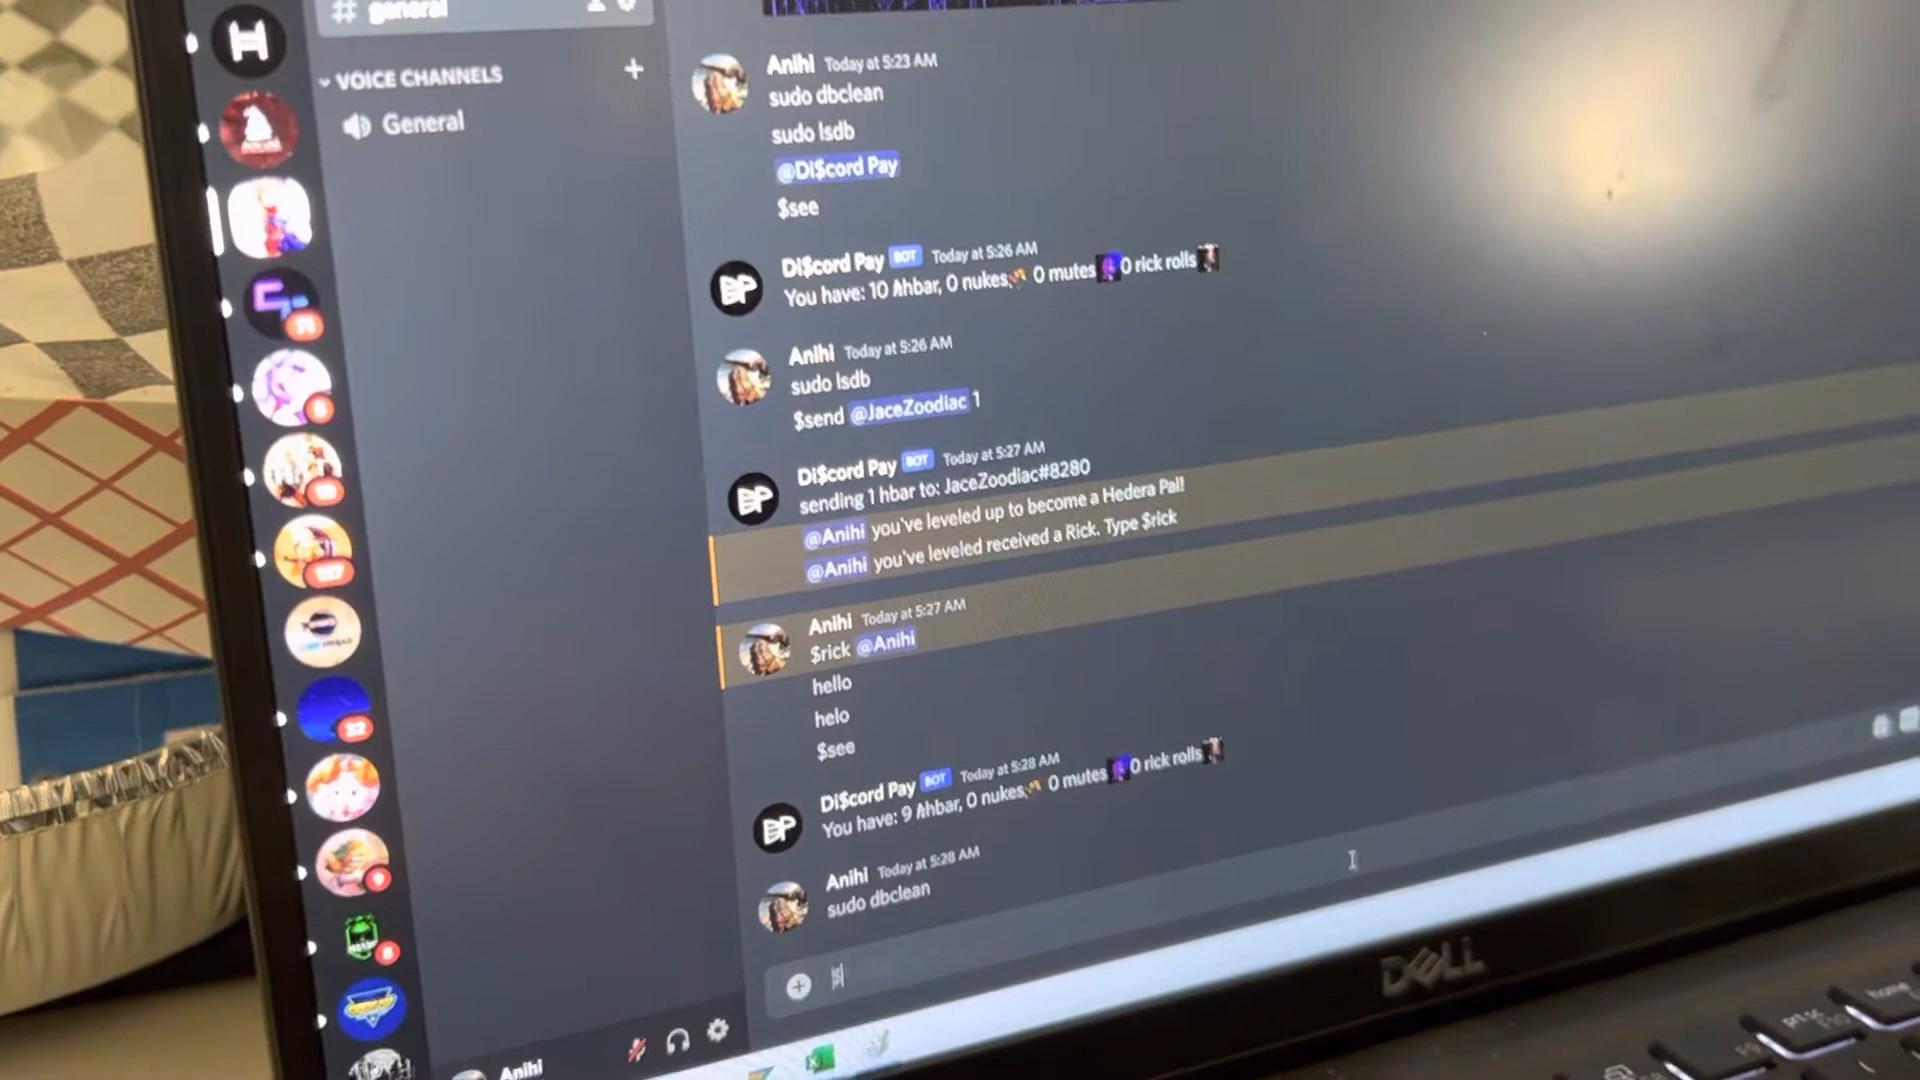 general
VOICE CHANNELS
General
Anihi Today at 5:23 AM
sudo dbclean
sudo lsdb
@Di$cord Pay
$see
Di$cord Pay BOT Today at 5:26 AM
You have: 10 ℏbar, 0 nukes, 0 mutes 0 rick rolls
Anihi Today at 5:26 AM
sudo lsdb
$send @JaceZoodiac 1
Di$cord Pay BOT Today at 5:27 AM
sending 1 hbar to: JaceZoodiac#8280
@Anihi you've leveled up to become a Hedera Pal!
@Anihi you've leveled received a Rick. Type $rick
Anihi Today at 5:27 AM
$rick @Anihi
hello
helo
$see
Di$cord Pay BOT Today at 5:28 AM
You have: 9 ℏbar, 0 nukes, 0 mutes 0 rick rolls
Anihi Today at 5:28 AM
sudo dbclean
Anihi
DELL
home
prt sc
F10
F9